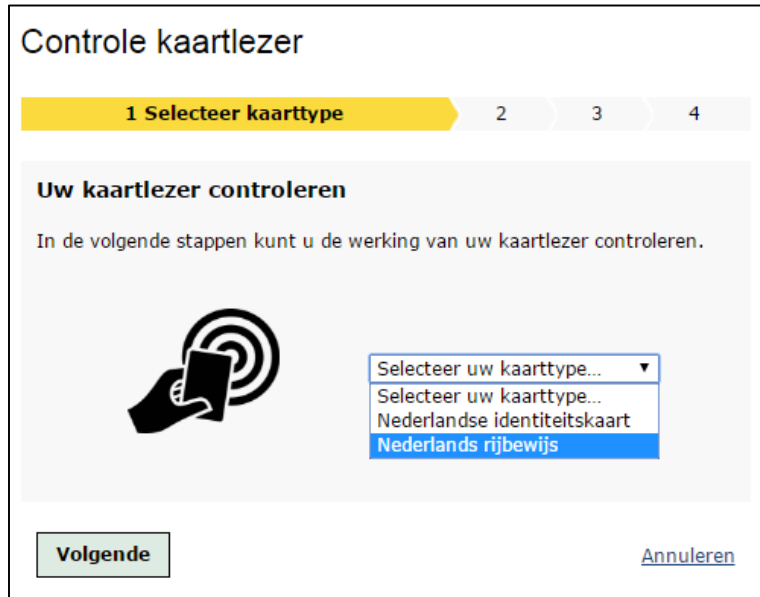 Controle kaartlezer
1 Selecteer kaarttype 2 3 4
Uw kaartlezer controleren
In de volgende stappen kunt u de werking van uw kaartlezer controleren.
Selecteer uw kaarttype...
Selecteer uw kaarttype...
Nederlandse identiteitskaart
Nederlands rijbewijs
Volgende Annuleren